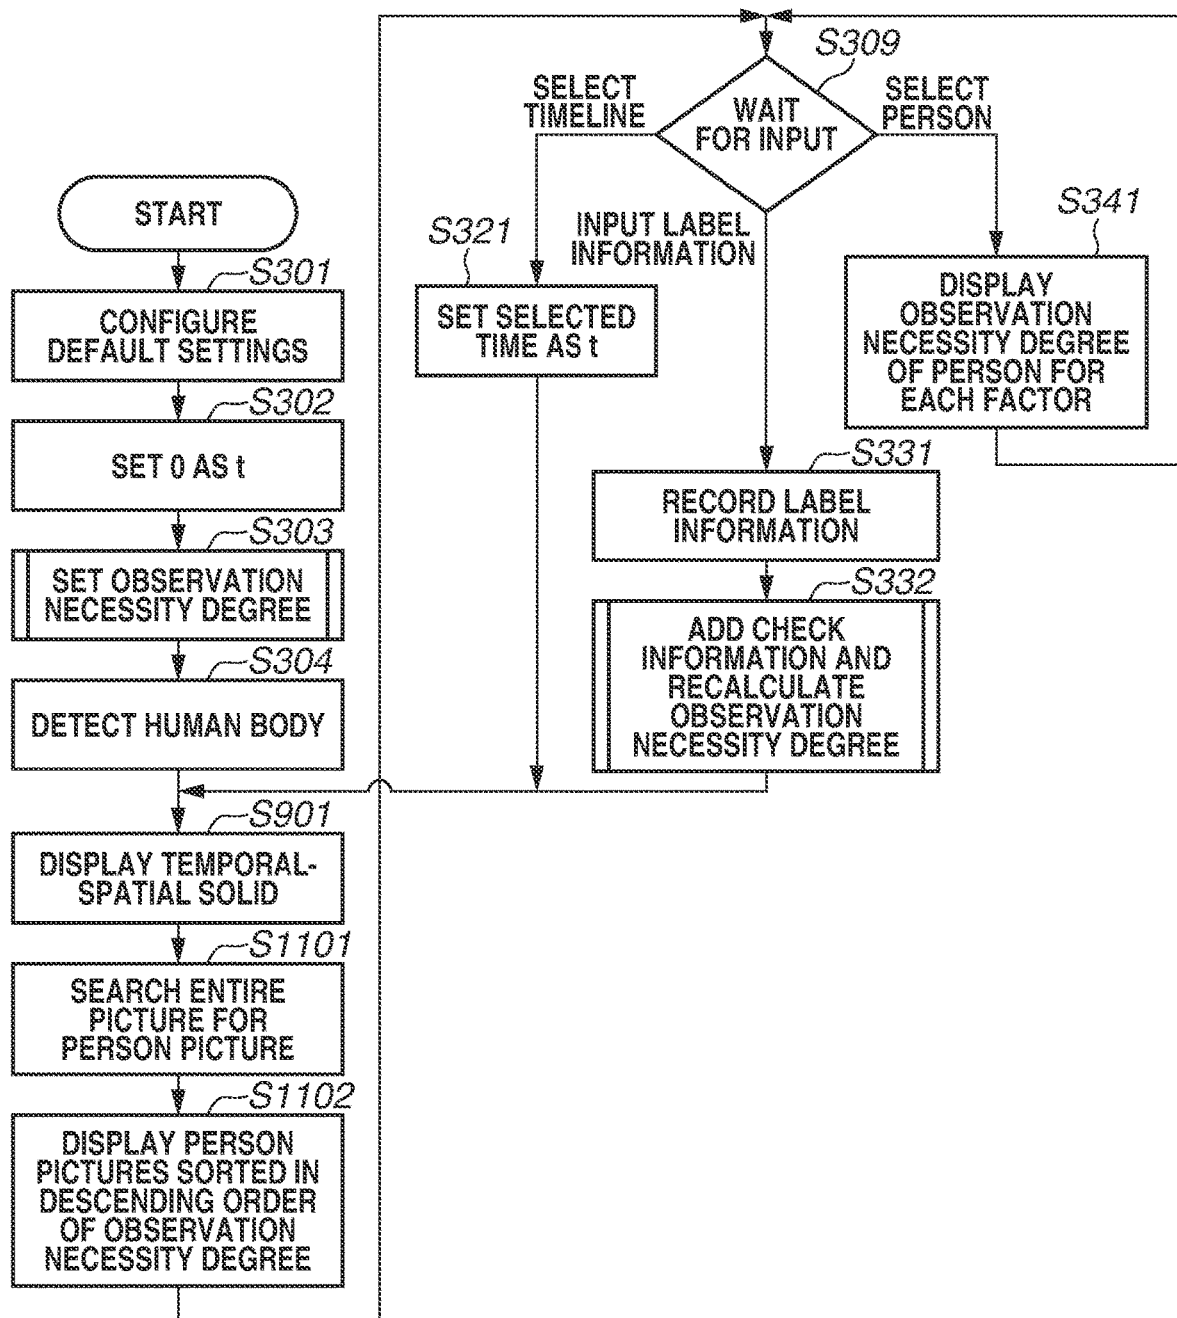 START
S301
CONFIGURE
DEFAULT SETTINGS
S302
SET 0 AS t
S303
SET OBSERVATION
NECESSITY DEGREE
S304
DETECT HUMAN BODY
S901
DISPLAY TEMPORAL-
SPATIAL SOLID
S1101
SEARCH ENTIRE
PICTURE FOR
PERSON PICTURE
S1102
DISPLAY PERSON
PICTURES SORTED IN
DESCENDING ORDER
OF OBSERVATION
NECESSITY DEGREE
S309
WAIT
FOR INPUT
SELECT
TIMELINE
S321
SET SELECTED
TIME AS t
INPUT LABEL
INFORMATION
S331
RECORD LABEL
INFORMATION
S332
ADD CHECK
INFORMATION AND
RECALCULATE
OBSERVATION
NECESSITY DEGREE
SELECT
PERSON
S341
DISPLAY
OBSERVATION
NECESSITY DEGREE
OF PERSON FOR
EACH FACTOR